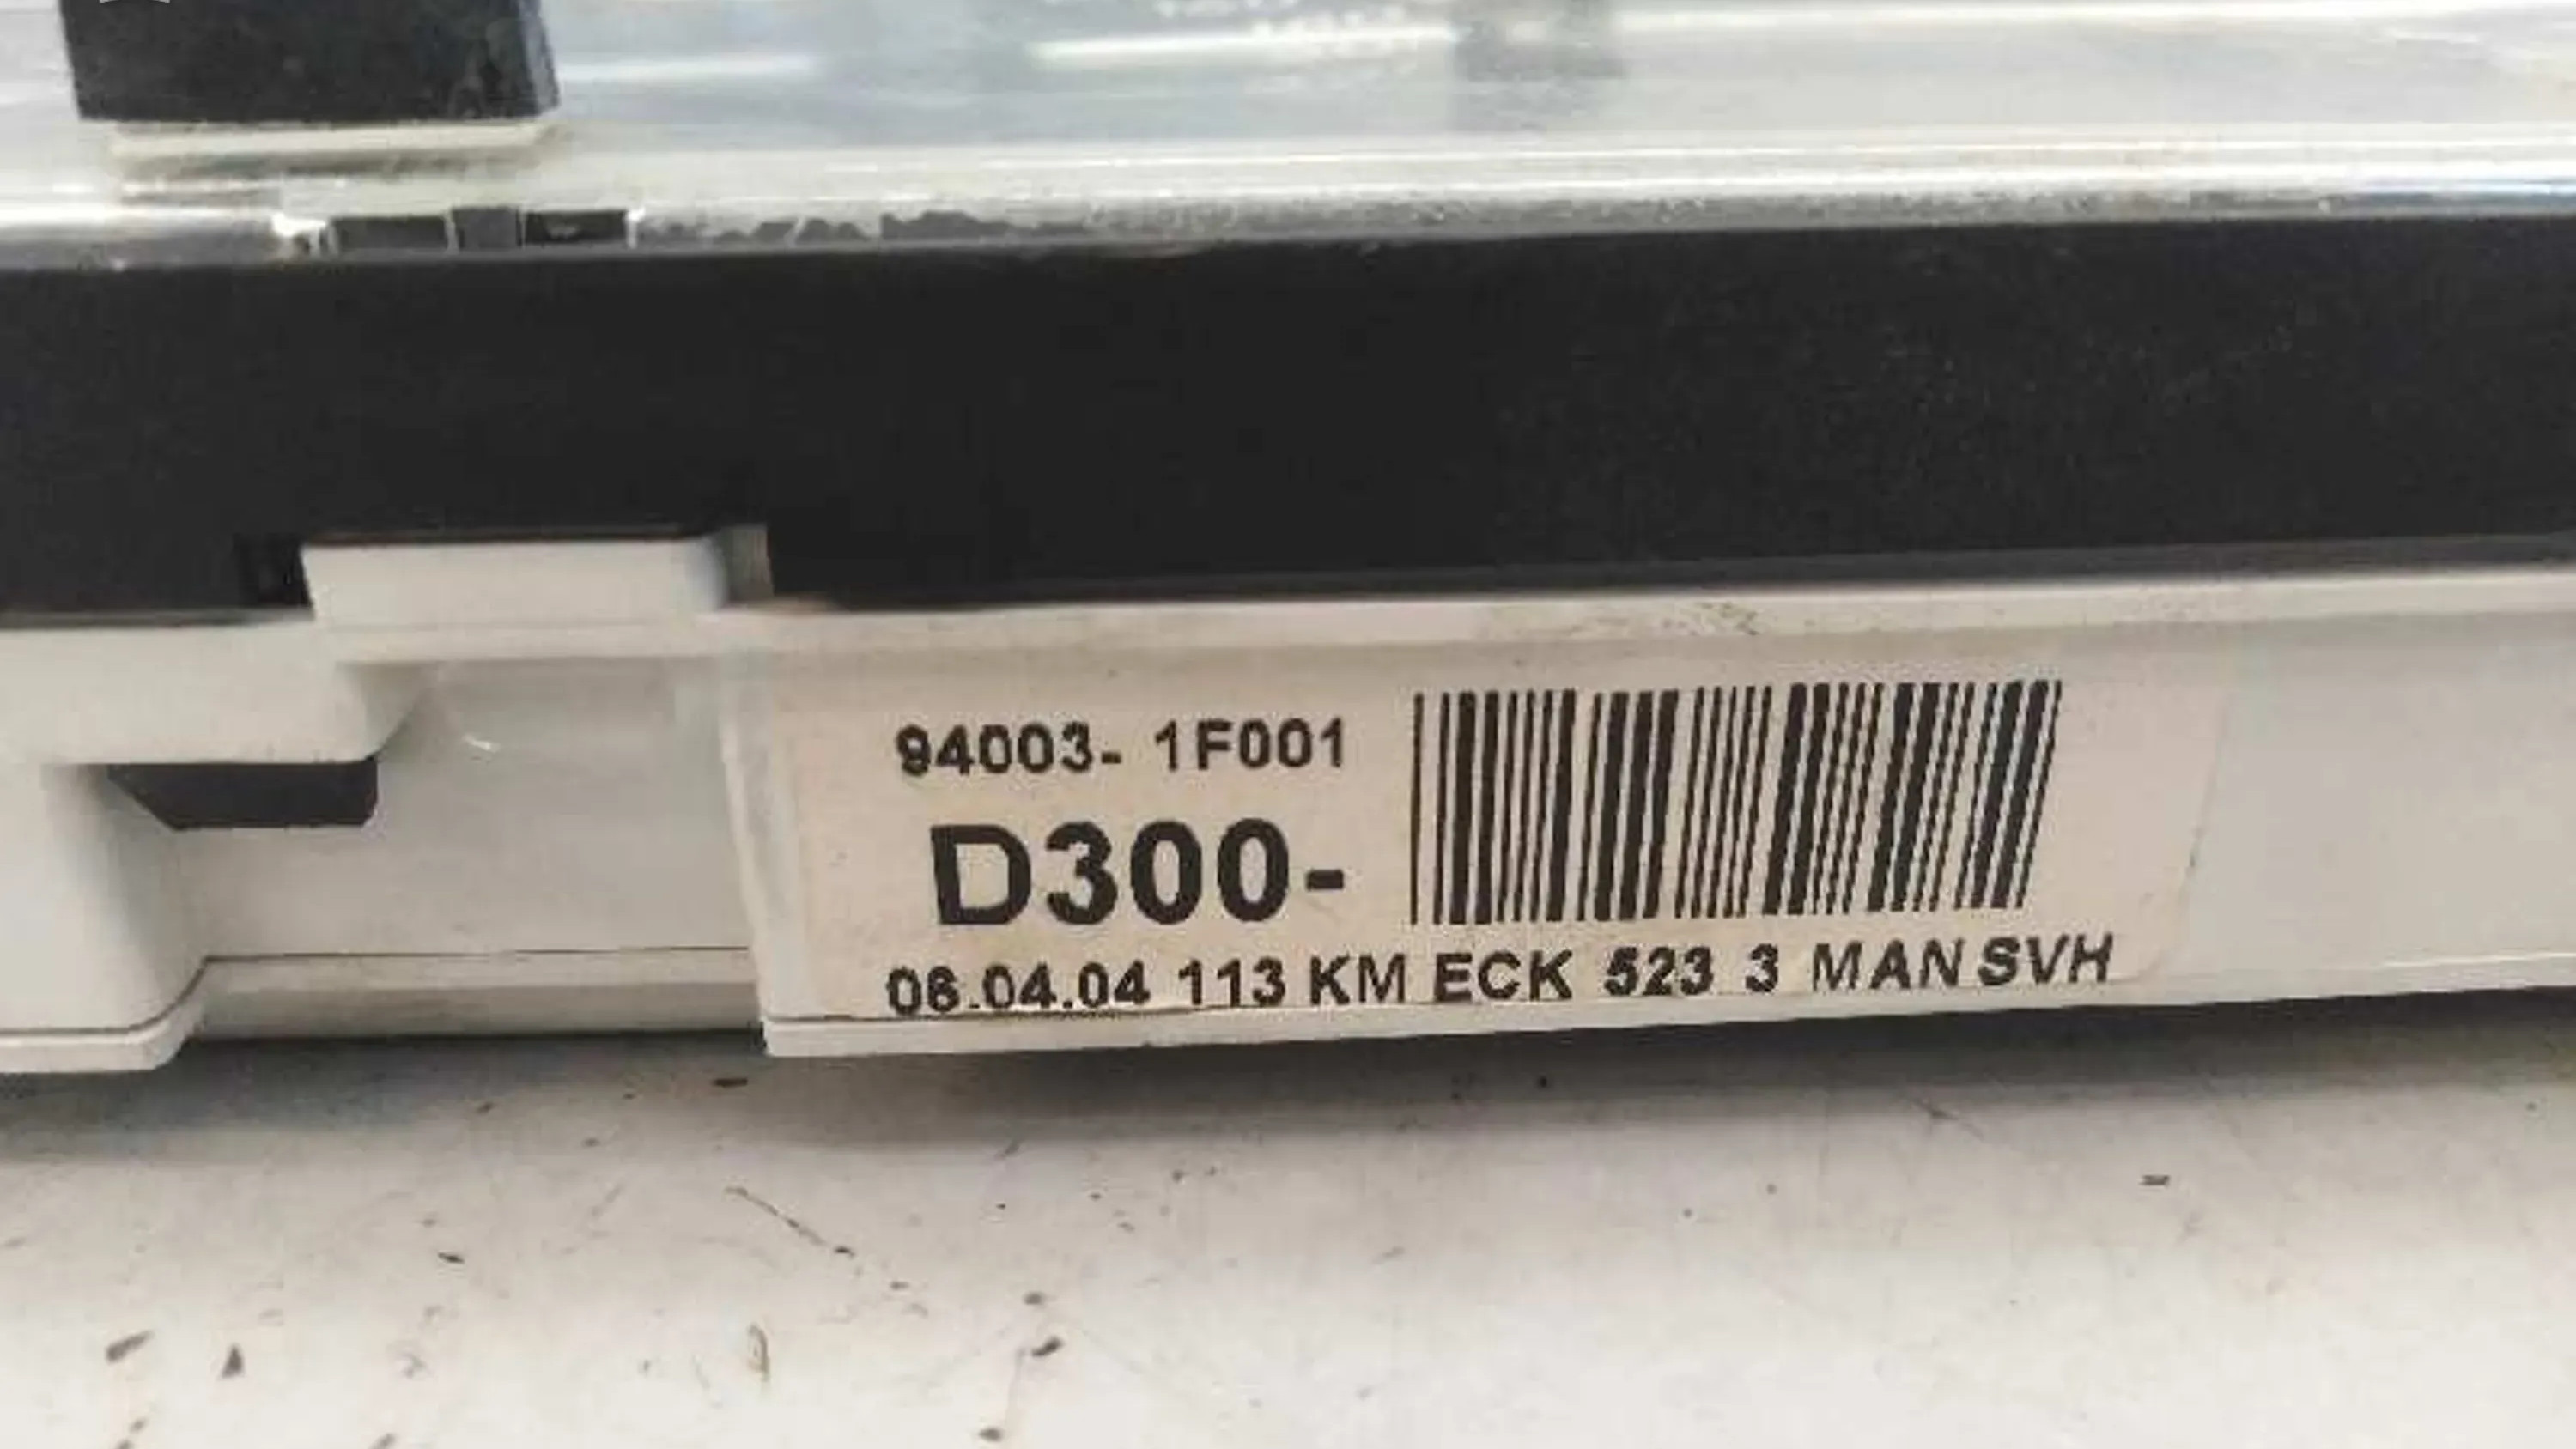 94003- 1F001
D300-
06.04.04 113 KM ECK 523 3 MAN SVH